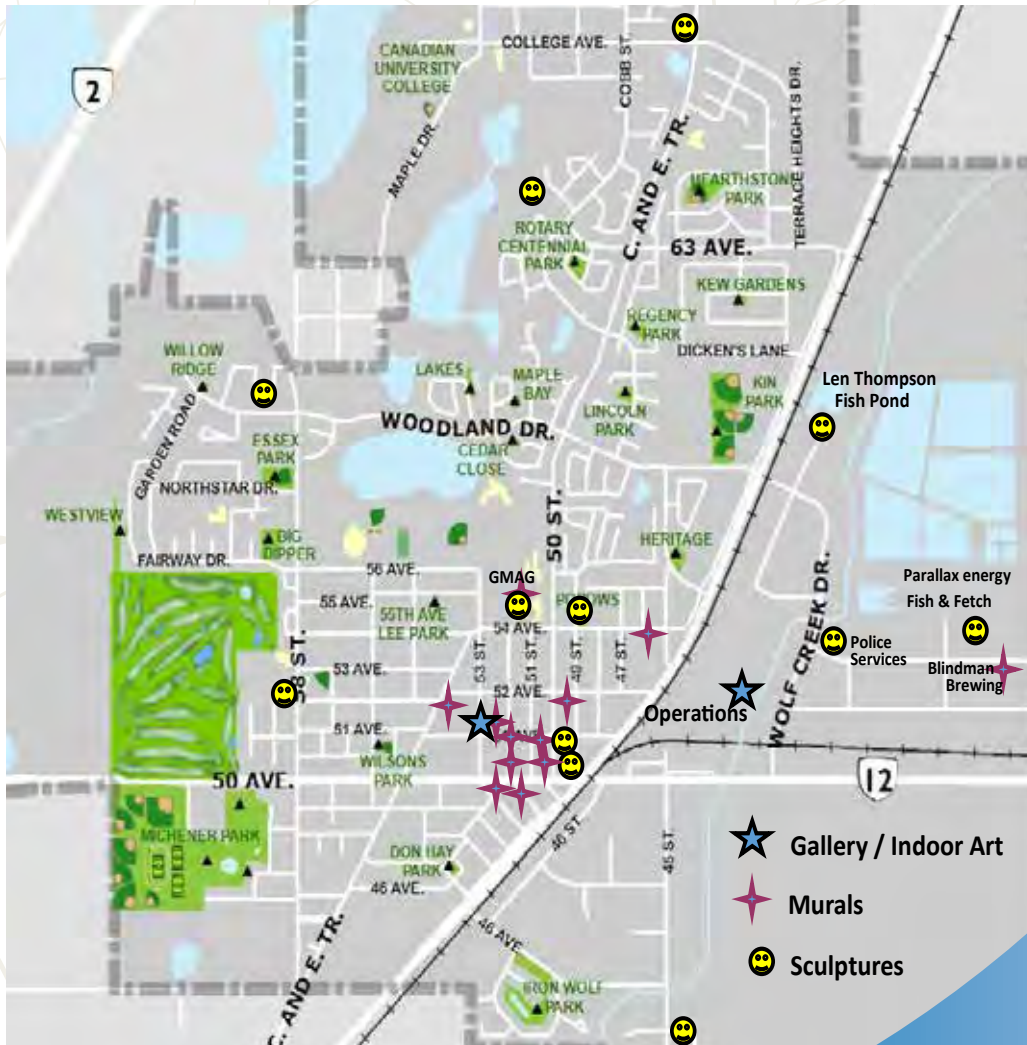 COLLEGE AVE.
COBB ST.
CANADIAN
UNIVERSITY
COLLEGE
2
MAPLE DR.
C. AND E. TR.
TERRACE HEIGHTS DR.
HEARTHSTONE
PARK
ROTARY
CENTENNIAL
PARK
63 AVE.
KEW GARDENS
REGENCY
PARK
DICKEN'S LANE
WILLOW
RIDGE
LAKES
MAPLE
BAY
KIN
PARK
Len Thompson
Fish Pond
LINCOLN
PARK
WOODLAND DR.
GARDEN ROAD
ESSEX
PARK
CEDAR
CLOSE
NORTHSTAR DR.
50 ST.
WESTVIEW
BIG
DIPPER
HERITAGE
FAIRWAY DR.
56 AVE.
GMAG
Parallax energy
Fish & Fetch
55 AVE.
55TH AVE
LEE PARK
54 AVE.
WOLF CREEK DR.
Police
Services
58 ST.
53 AVE.
53 ST.
51 ST.
49 ST.
47 ST.
Blindman
Brewing
52 AVE.
Operations
51 AVE.
WILSONS
PARK
50 AVE.
12
MICHENER PARK
DON HAY
PARK
46 AVE.
46 ST.
45 ST.
Gallery / Indoor Art
Murals
Sculptures
C. AND E. TR.
46 AVE.
IRON WOLF
PARK